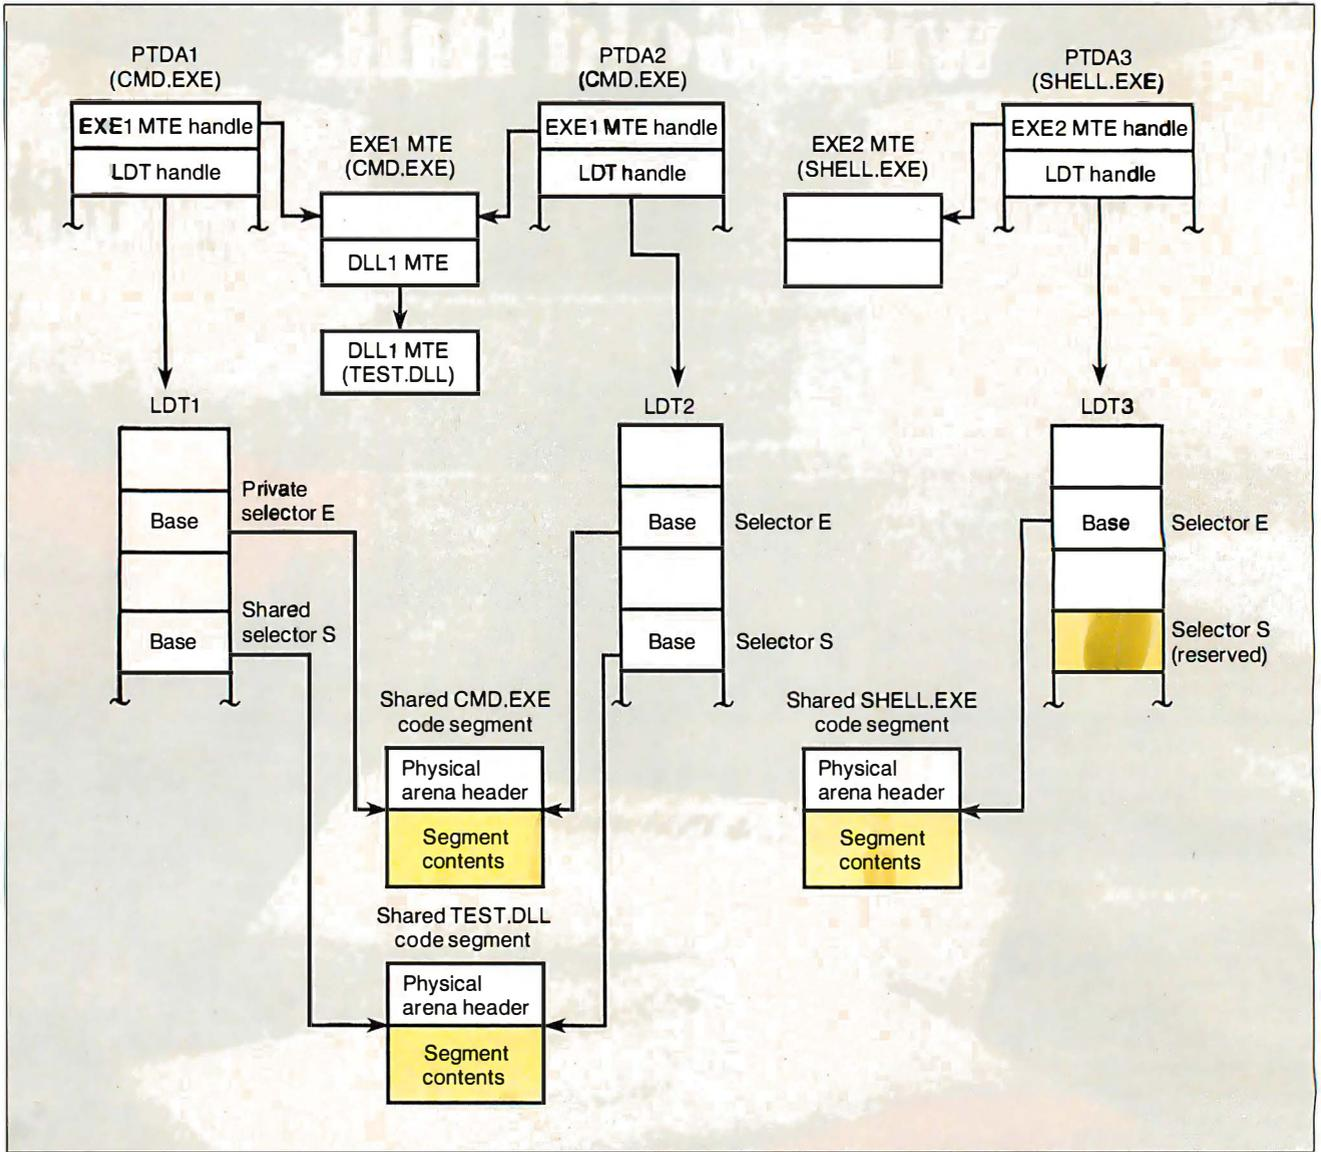 PTDA1
(CMD.EXE)
EXE1 MTE handle
LDT handle
EXE1 MTE
(CMD.EXE)
DLL1 MTE
DLL1 MTE
(TEST.DLL)
PTDA2
(CMD.EXE)
EXE1 MTE handle
LDT handle
EXE2 MTE
(SHELL.EXE)
PTDA3
(SHELL.EXE)
EXE2 MTE handle
LDT handle
LDT1
Base
Private
selector E
Base
Shared
selector S
LDT2
Base
Selector E
Base
Selector S
LDT3
Base
Selector E
Selector S
(reserved)
Shared CMD.EXE
code segment
Physical
arena header
Segment
contents
Shared SHELL.EXE
code segment
Physical
arena header
Segment
contents
Shared TEST.DLL
code segment
Physical
arena header
Segment
contents